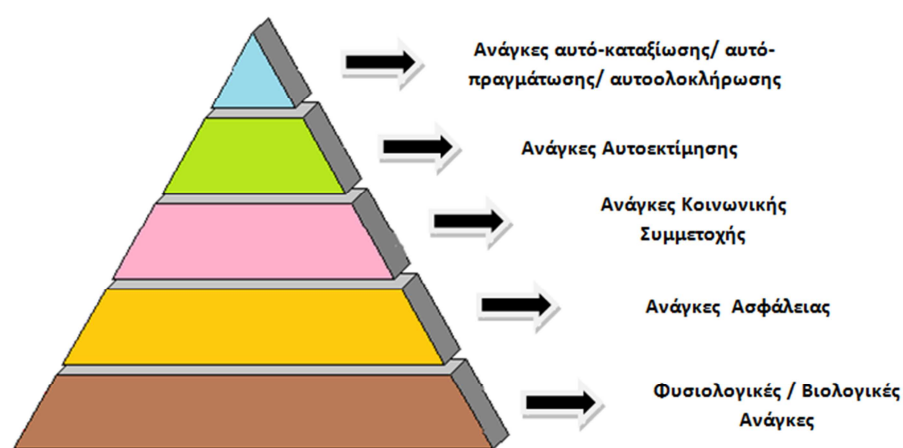 Ανάγκες αυτό-καταξίωσης/ αυτό-
πραγμάτωσης/ αυτοολοκλήρωσης
Ανάγκες Αυτοεκτίμησης
Ανάγκες Κοινωνικής
Συμμετοχής
Ανάγκες Ασφάλειας
Φυσιολογικές / Βιολογικές
Ανάγκες